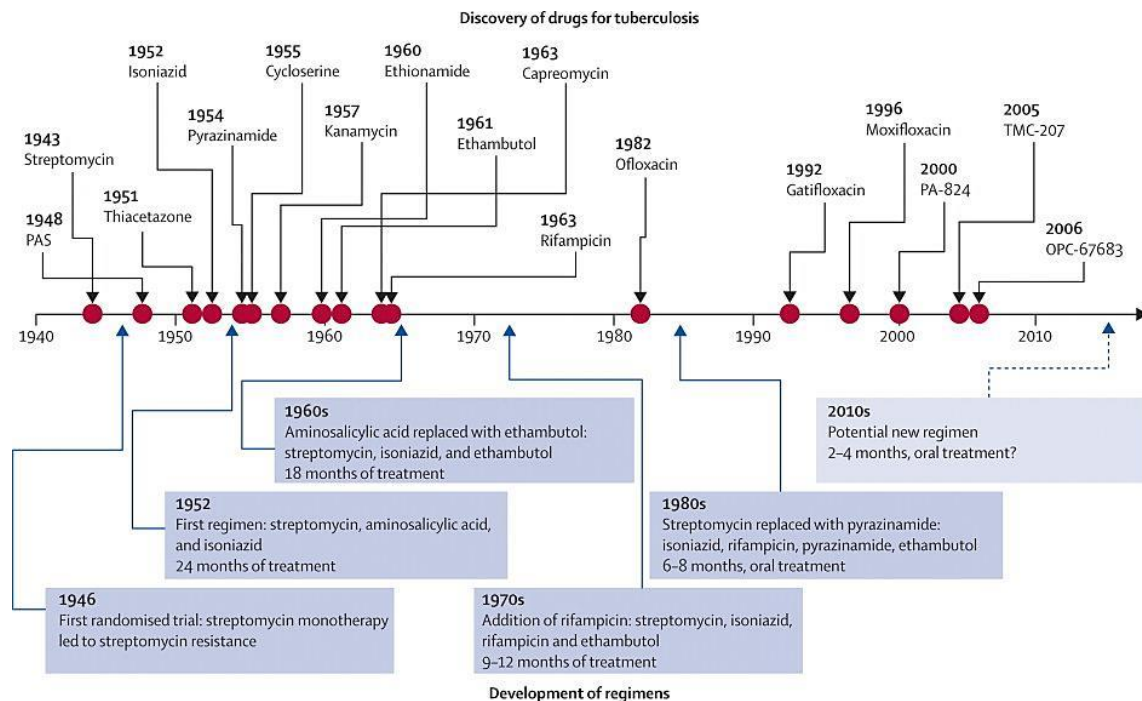 Discovery of drugs for tuberculosis
1952
Isoniazid
1955
Cycloserine
1960
Ethionamide
1963
Capreomycin
1954
Pyrazinamide
1957
Kanamycin
1961
Ethambutol
1996
Moxifloxacin
2005
TMC-207
1943
Streptomycin
1982
Ofloxacin
1992
Gatifloxacin
2000
PA-824
1951
Thiacetazone
1948
PAS
1963
Rifampicin
2006
OPC-67683
1940
1950
1960
1970
1980
1990
2000
2010
1960s
Aminosalicylic acid replaced with ethambutol:
streptomycin, isoniazid, and ethambutol
18 months of treatment
2010s
Potential new regimen
2–4 months, oral treatment?
1952
First regimen: streptomycin, aminosalicylic acid,
and isoniazid
24 months of treatment
1980s
Streptomycin replaced with pyrazinamide:
isoniazid, rifampicin, pyrazinamide, ethambutol
6–8 months, oral treatment
1946
First randomised trial: streptomycin monotherapy
led to streptomycin resistance
1970s
Addition of rifampicin: streptomycin, isoniazid,
rifampicin and ethambutol
9–12 months of treatment
Development of regimens